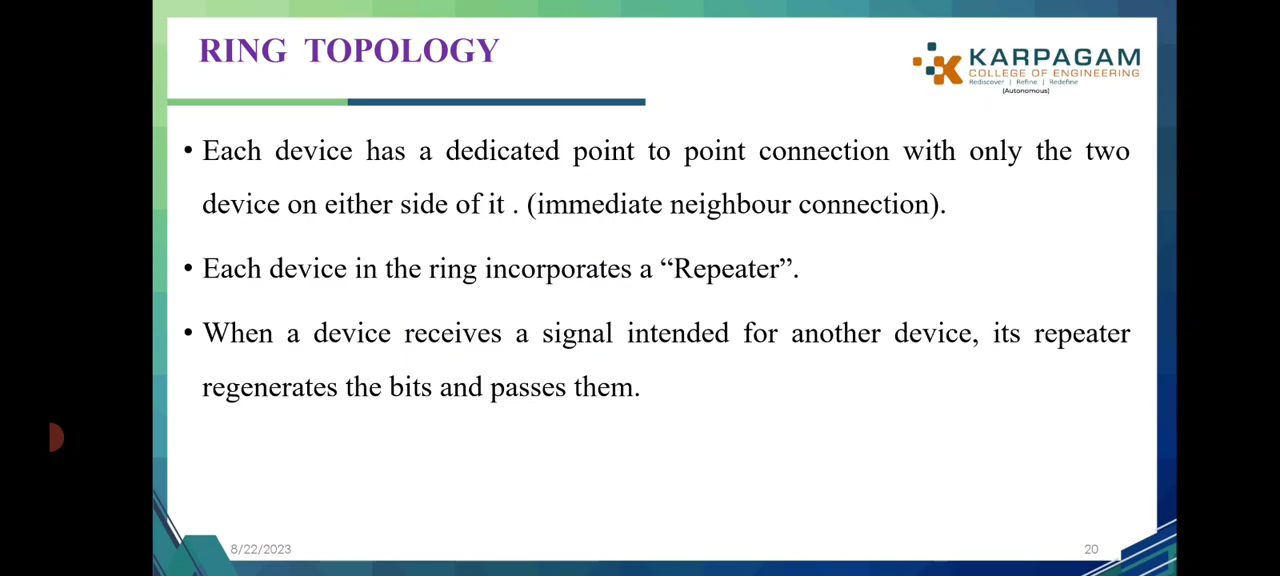 RING TOPOLOGY
KARPAGAM
COLLEGE OF ENGINEERING
Rediscover | Refine | Redefine
(Autonomous)
• Each device has a dedicated point to point connection with only the two
device on either side of it . (immediate neighbour connection).
• Each device in the ring incorporates a “Repeater”.
• When a device receives a signal intended for another device, its repeater
regenerates the bits and passes them.
8/22/2023
20